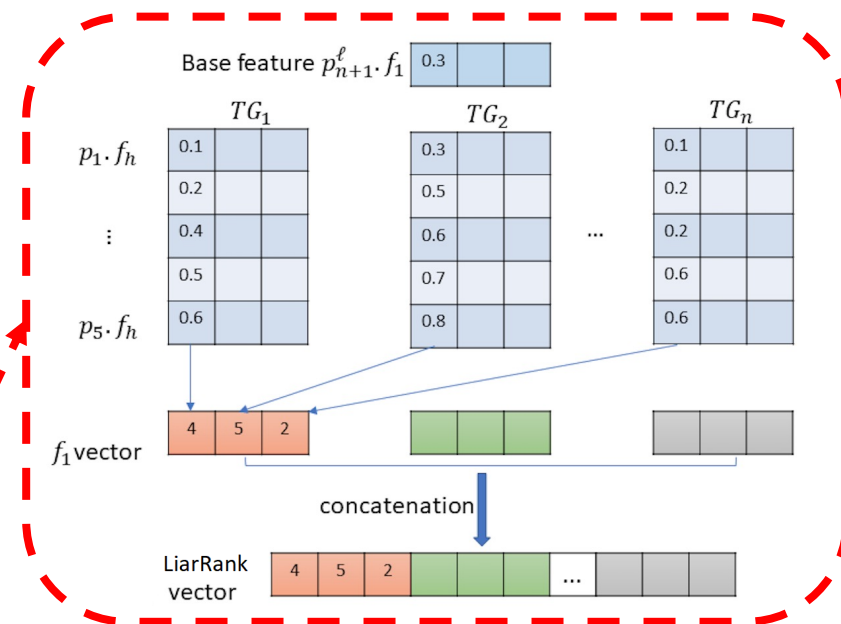 Base feature $p_{n+1}^{\ell}.f_1$ 0.3
$TG_1$ $TG_2$ $TG_n$
$p_1.f_h$ 0.1 0.3 0.1
0.2 0.5 0.2
⋮ 0.4 0.6 ... 0.2
0.5 0.7 0.6
$p_5.f_h$ 0.6 0.8 0.6
4 5 2
$f_1$ vector
concatenation
LiarRank
vector
4 5 2 ...